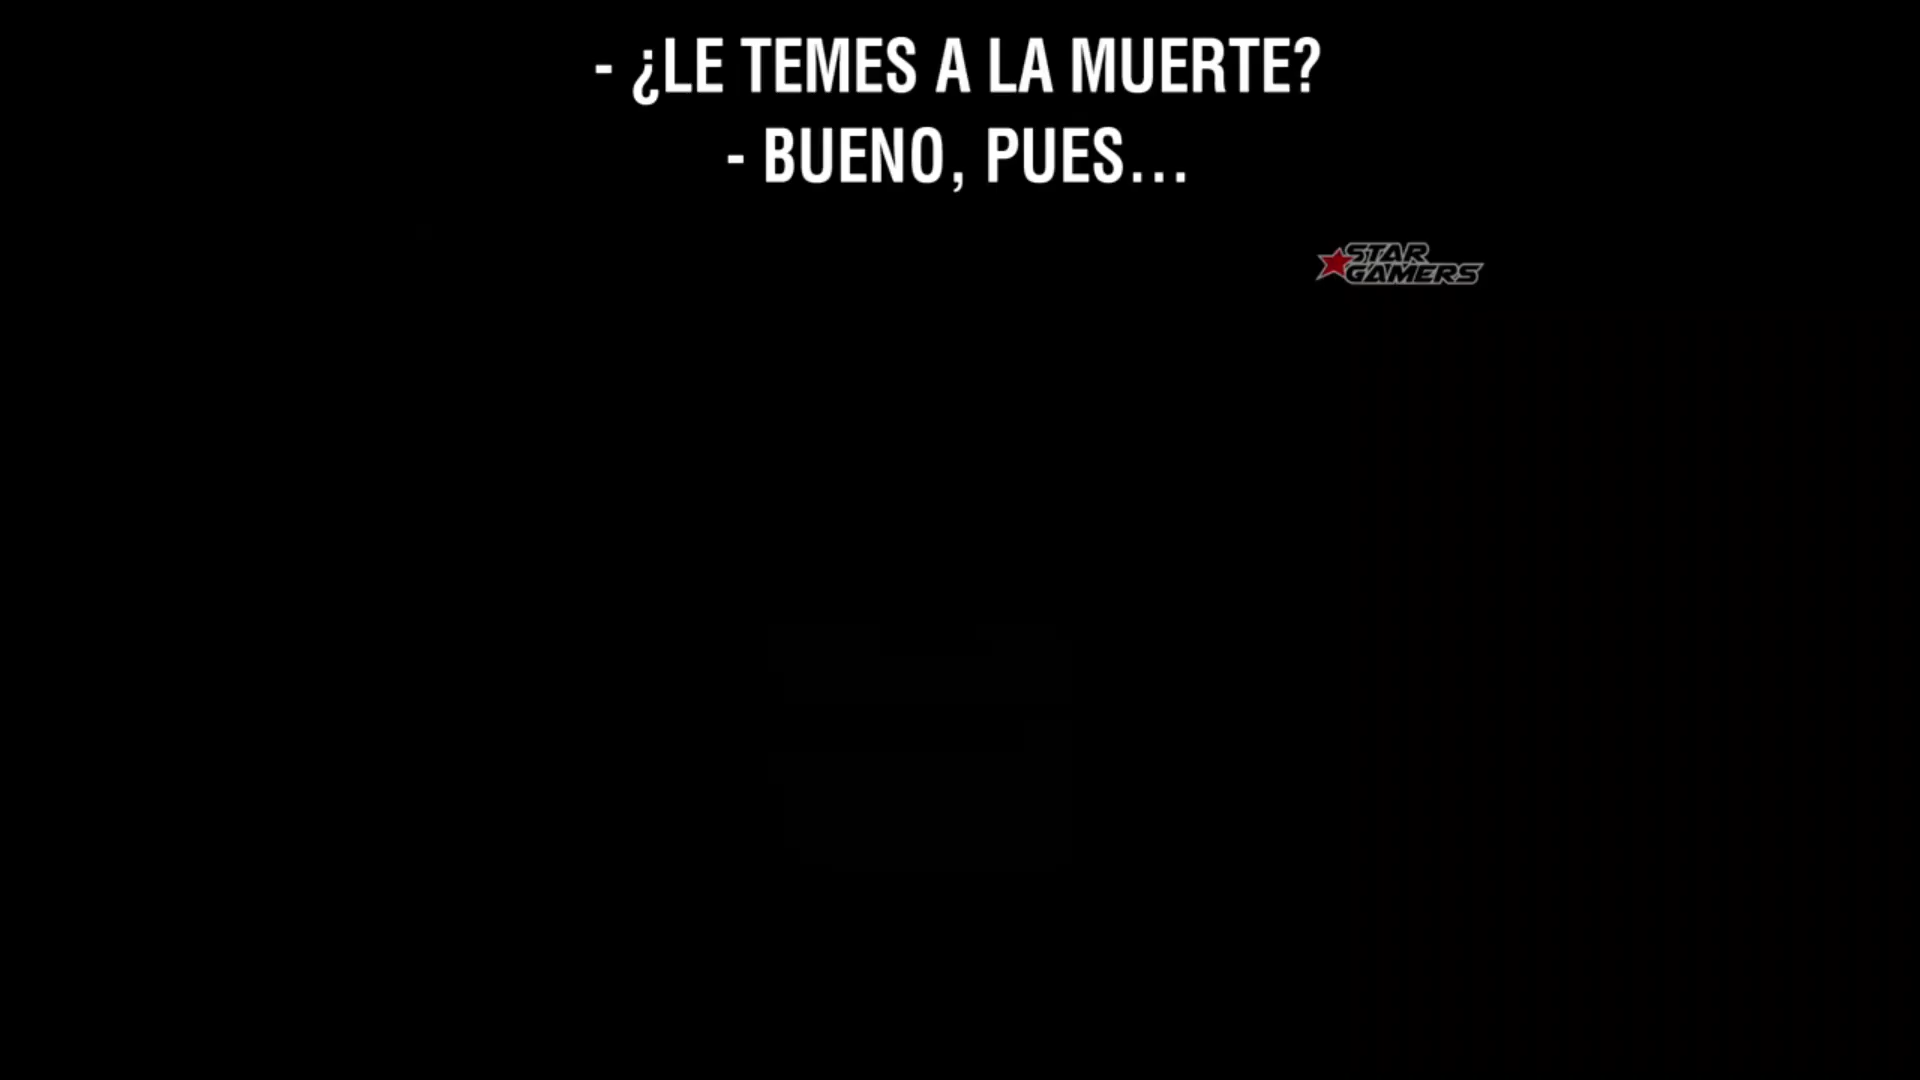 - ¿LE TEMES A LA MUERTE?
- BUENO, PUES...
STAR
GAMERS